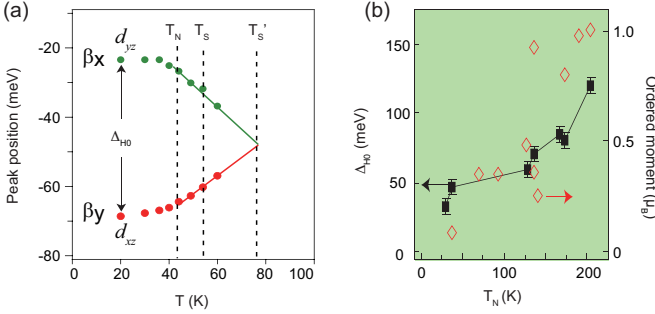 (a)
T_N T_S T_S'
βx d_yz
Δ_H0
βy d_xz
Peak position (meV)
-20
-40
-60
-80
0 20 40 60 80 100
T (K)
(b)
Δ_H0 (meV)
150
100
50
0
1.0
0.5
0
Ordered moment (μ_B)
0 100 200
T_N (K)